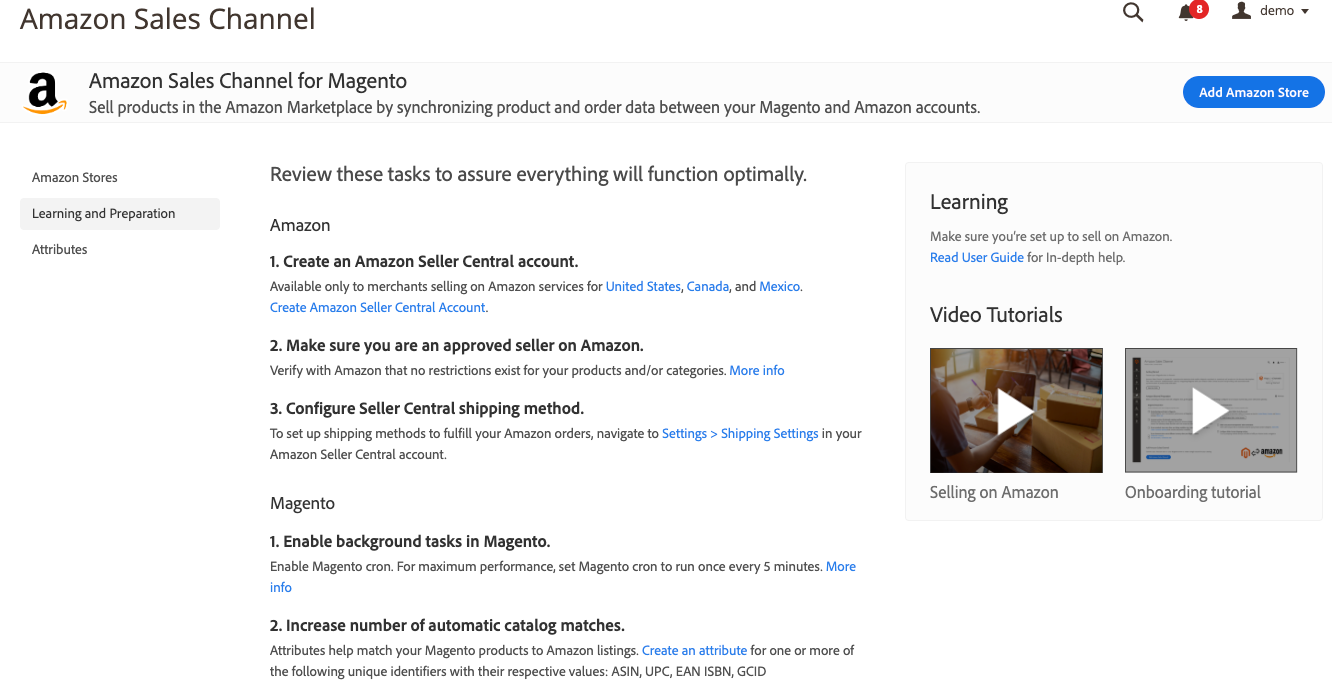 Amazon Sales Channel
8
demo
a
Amazon Sales Channel for Magento
Sell products in the Amazon Marketplace by synchronizing product and order data between your Magento and Amazon accounts.
Add Amazon Store
Amazon Stores
Learning and Preparation
Attributes
Review these tasks to assure everything will function optimally.
Amazon
1. Create an Amazon Seller Central account.
Available only to merchants selling on Amazon services for United States, Canada, and Mexico.
Create Amazon Seller Central Account.
2. Make sure you are an approved seller on Amazon.
Verify with Amazon that no restrictions exist for your products and/or categories. More info
3. Configure Seller Central shipping method.
To set up shipping methods to fulfill your Amazon orders, navigate to Settings > Shipping Settings in your
Amazon Seller Central account.
Magento
1. Enable background tasks in Magento.
Enable Magento cron. For maximum performance, set Magento cron to run once every 5 minutes. More
info
2. Increase number of automatic catalog matches.
Attributes help match your Magento products to Amazon listings. Create an attribute for one or more of
the following unique identifiers with their respective values: ASIN, UPC, EAN ISBN, GCID
Learning
Make sure you're set up to sell on Amazon.
Read User Guide for In-depth help.
Video Tutorials
amazon
Selling on Amazon
Onboarding tutorial